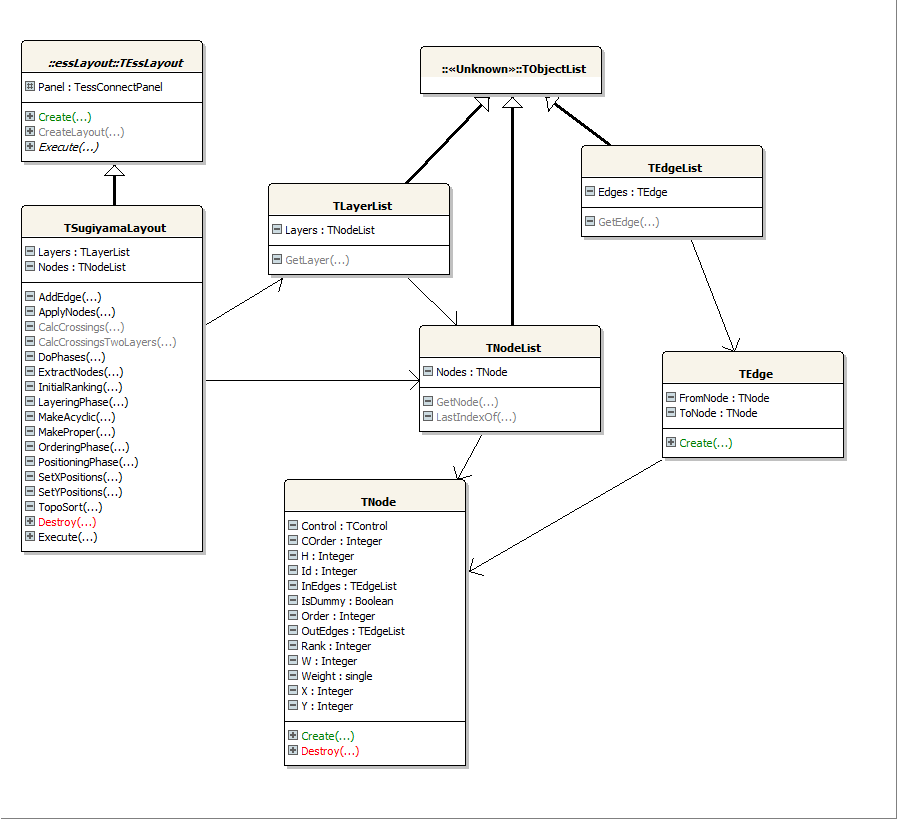 ::essLayout::TEssLayout
Panel : TessConnectPanel
Create(...)
CreateLayout(...)
Execute(...)
::«Unknown»::TObjectList
TEdgeList
Edges : TEdge
GetEdge(...)
TLayerList
Layers : TNodeList
GetLayer(...)
TSugiyamaLayout
Layers : TLayerList
Nodes : TNodeList
AddEdge(...)
ApplyNodes(...)
CalcCrossings(...)
CalcCrossingsTwoLayers(...)
DoPhases(...)
ExtractNodes(...)
InitialRanking(...)
LayeringPhase(...)
MakeAcyclic(...)
MakeProper(...)
OrderingPhase(...)
PositioningPhase(...)
SetXPositions(...)
SetYPositions(...)
TopoSort(...)
Destroy(...)
Execute(...)
TNodeList
Nodes : TNode
GetNode(...)
LastIndexOf(...)
TEdge
FromNode : TNode
ToNode : TNode
Create(...)
TNode
Control : TControl
COrder : Integer
H : Integer
Id : Integer
InEdges : TEdgeList
IsDummy : Boolean
Order : Integer
OutEdges : TEdgeList
Rank : Integer
W : Integer
Weight : single
X : Integer
Y : Integer
Create(...)
Destroy(...)